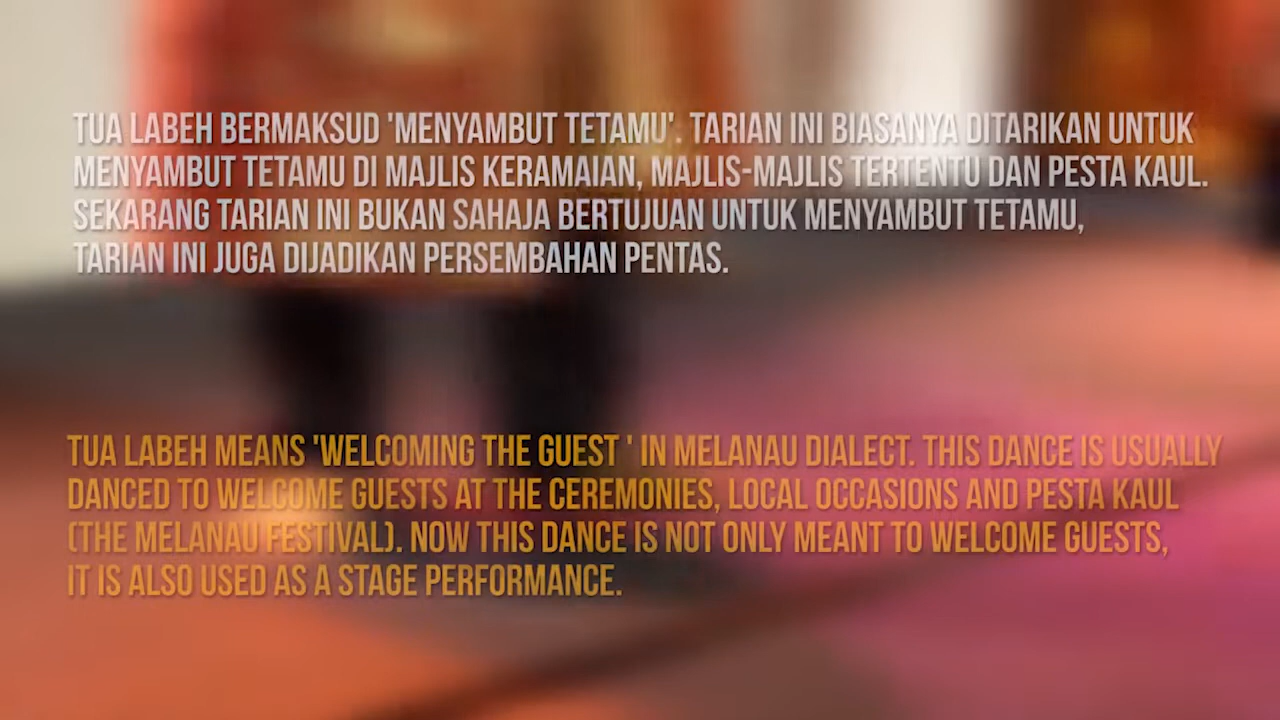 TUA LABEH BERMAKSUD 'MENYAMBUT TETAMU'. TARIAN INI BIASANYA DITARIKAN UNTUK
MENYAMBUT TETAMU DI MAJLIS KERAMAIAN, MAJLIS-MAJLIS TERTENTU DAN PESTA KAUL.
SEKARANG TARIAN INI BUKAN SAHAJA BERTUJUAN UNTUK MENYAMBUT TETAMU,
TARIAN INI JUGA DIJADIKAN PERSEMBAHAN PENTAS.
TUA LABEH MEANS 'WELCOMING THE GUEST ' IN MELANAU DIALECT. THIS DANCE IS USUALLY
DANCED TO WELCOME GUESTS AT THE CEREMONIES, LOCAL OCCASIONS AND PESTA KAUL
(THE MELANAU FESTIVAL). NOW THIS DANCE IS NOT ONLY MEANT TO WELCOME GUESTS,
IT IS ALSO USED AS A STAGE PERFORMANCE.